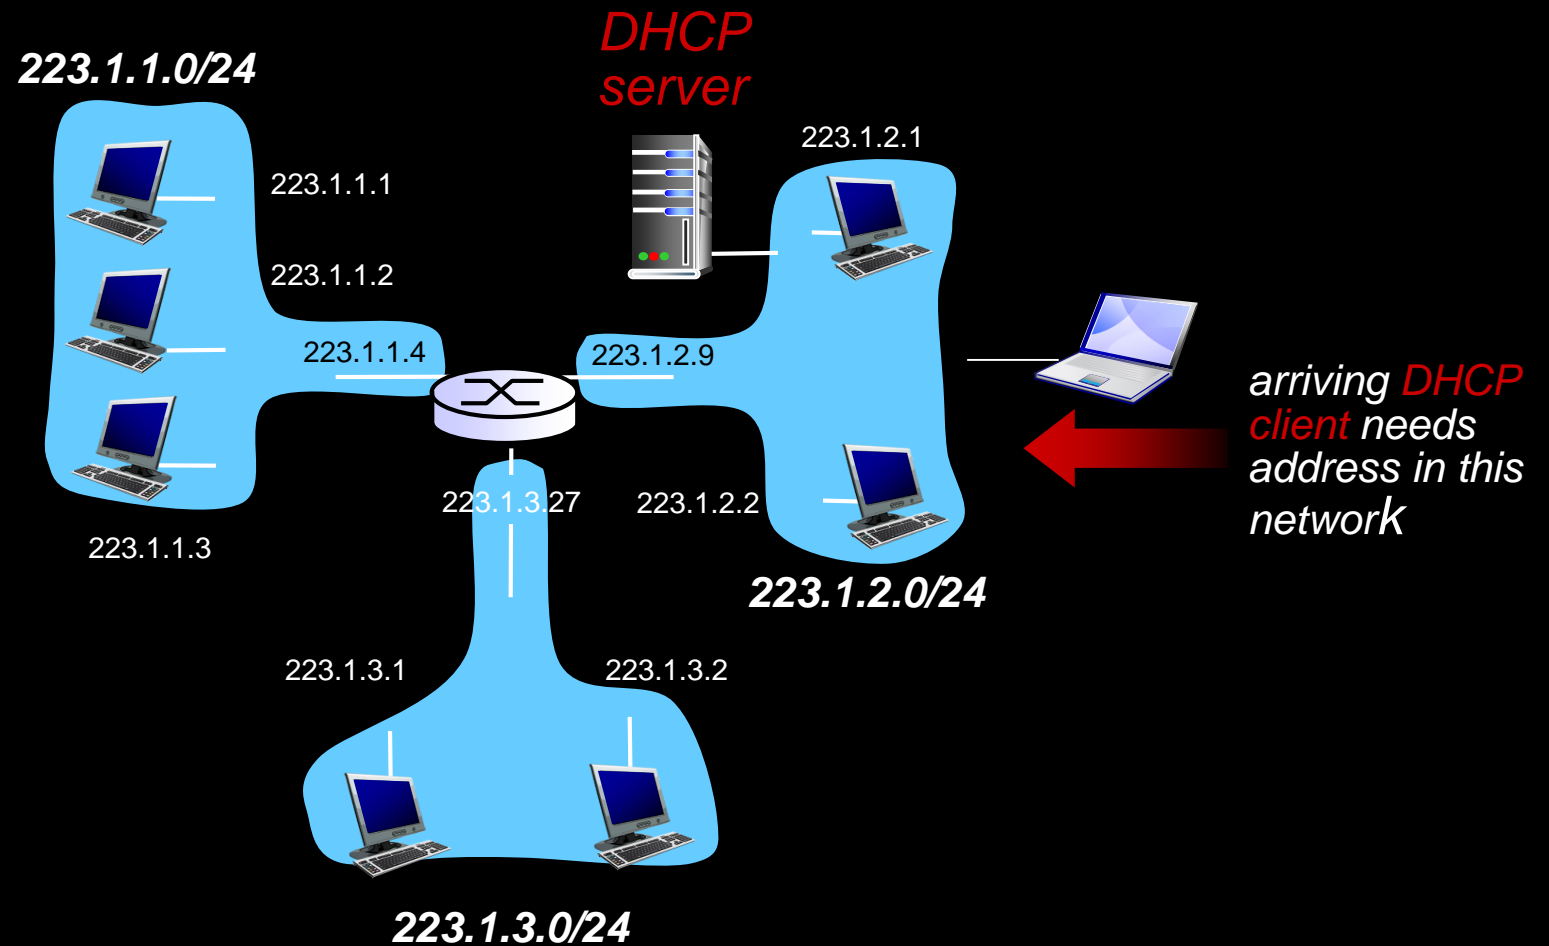 DHCP
server
223.1.1.0/24
223.1.2.1
223.1.1.1
223.1.1.2
223.1.1.4
223.1.2.9
arriving DHCP
client needs
address in this
network
223.1.3.27
223.1.2.2
223.1.1.3
223.1.2.0/24
223.1.3.1
223.1.3.2
223.1.3.0/24